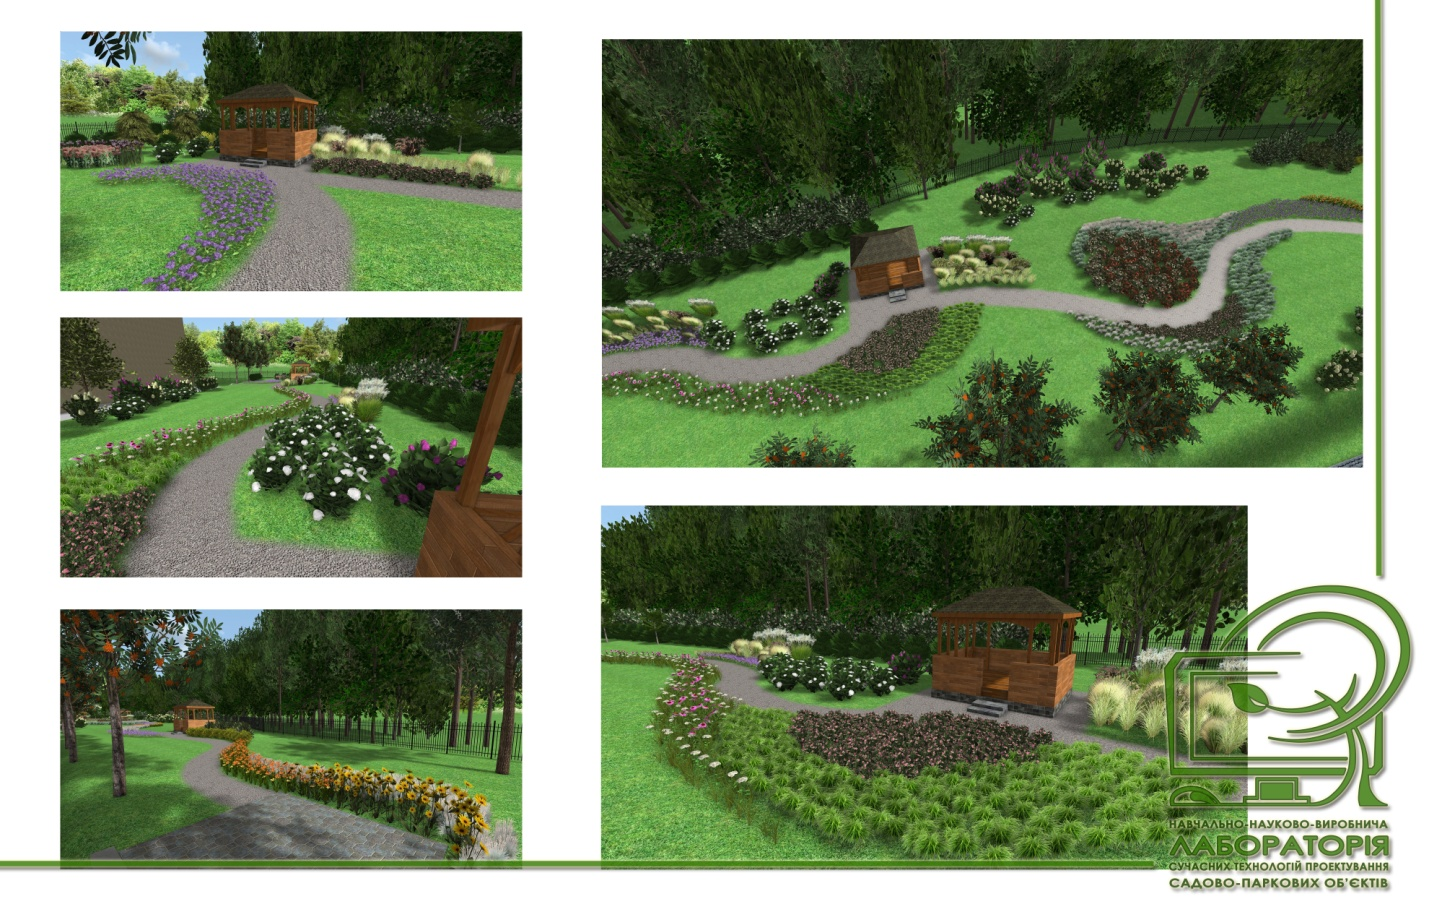 НАВЧАЛЬНО-НАУКОВО-ВИРОБНИЧА
ЛАБОРАТОРІЯ
СУЧАСНИХ ТЕХНОЛОГІЙ ПРОЕКТУВАННЯ
САДОВО-ПАРКОВИХ ОБ'ЄКТІВ